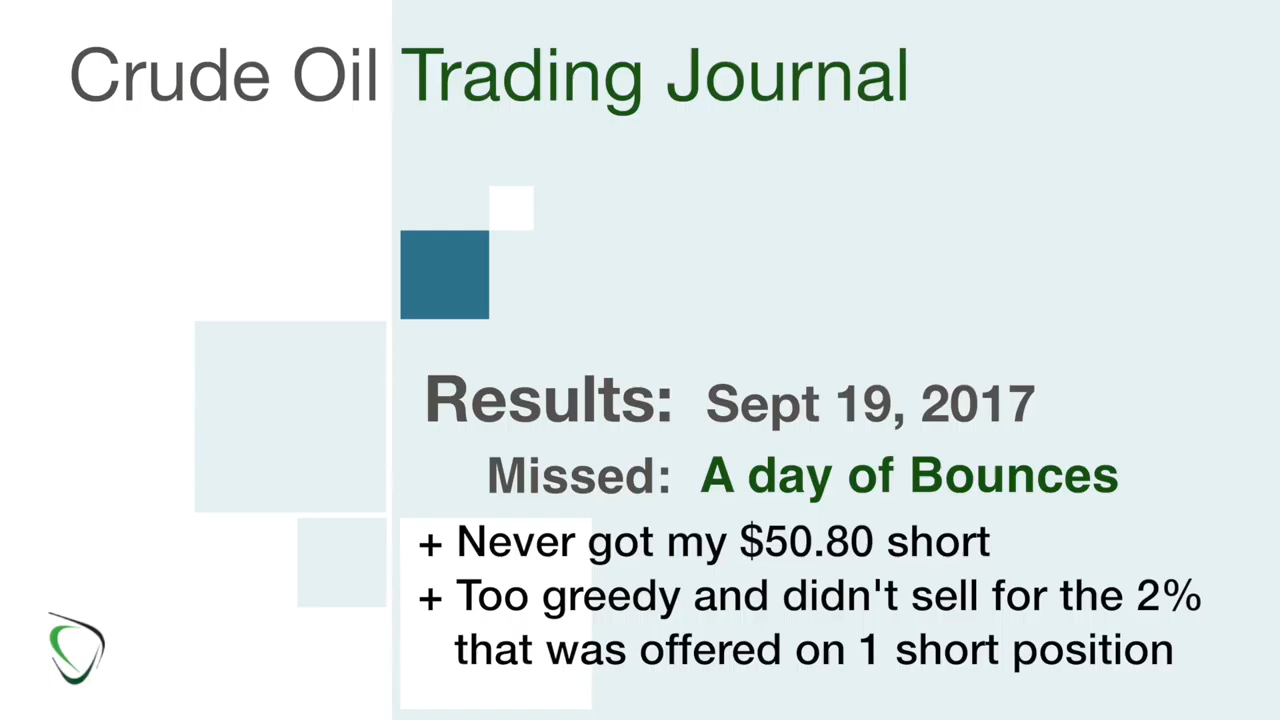 Crude Oil Trading Journal
Results: Sept 19, 2017
Missed: A day of Bounces
+ Never got my $50.80 short
+ Too greedy and didn't sell for the 2%
that was offered on 1 short position